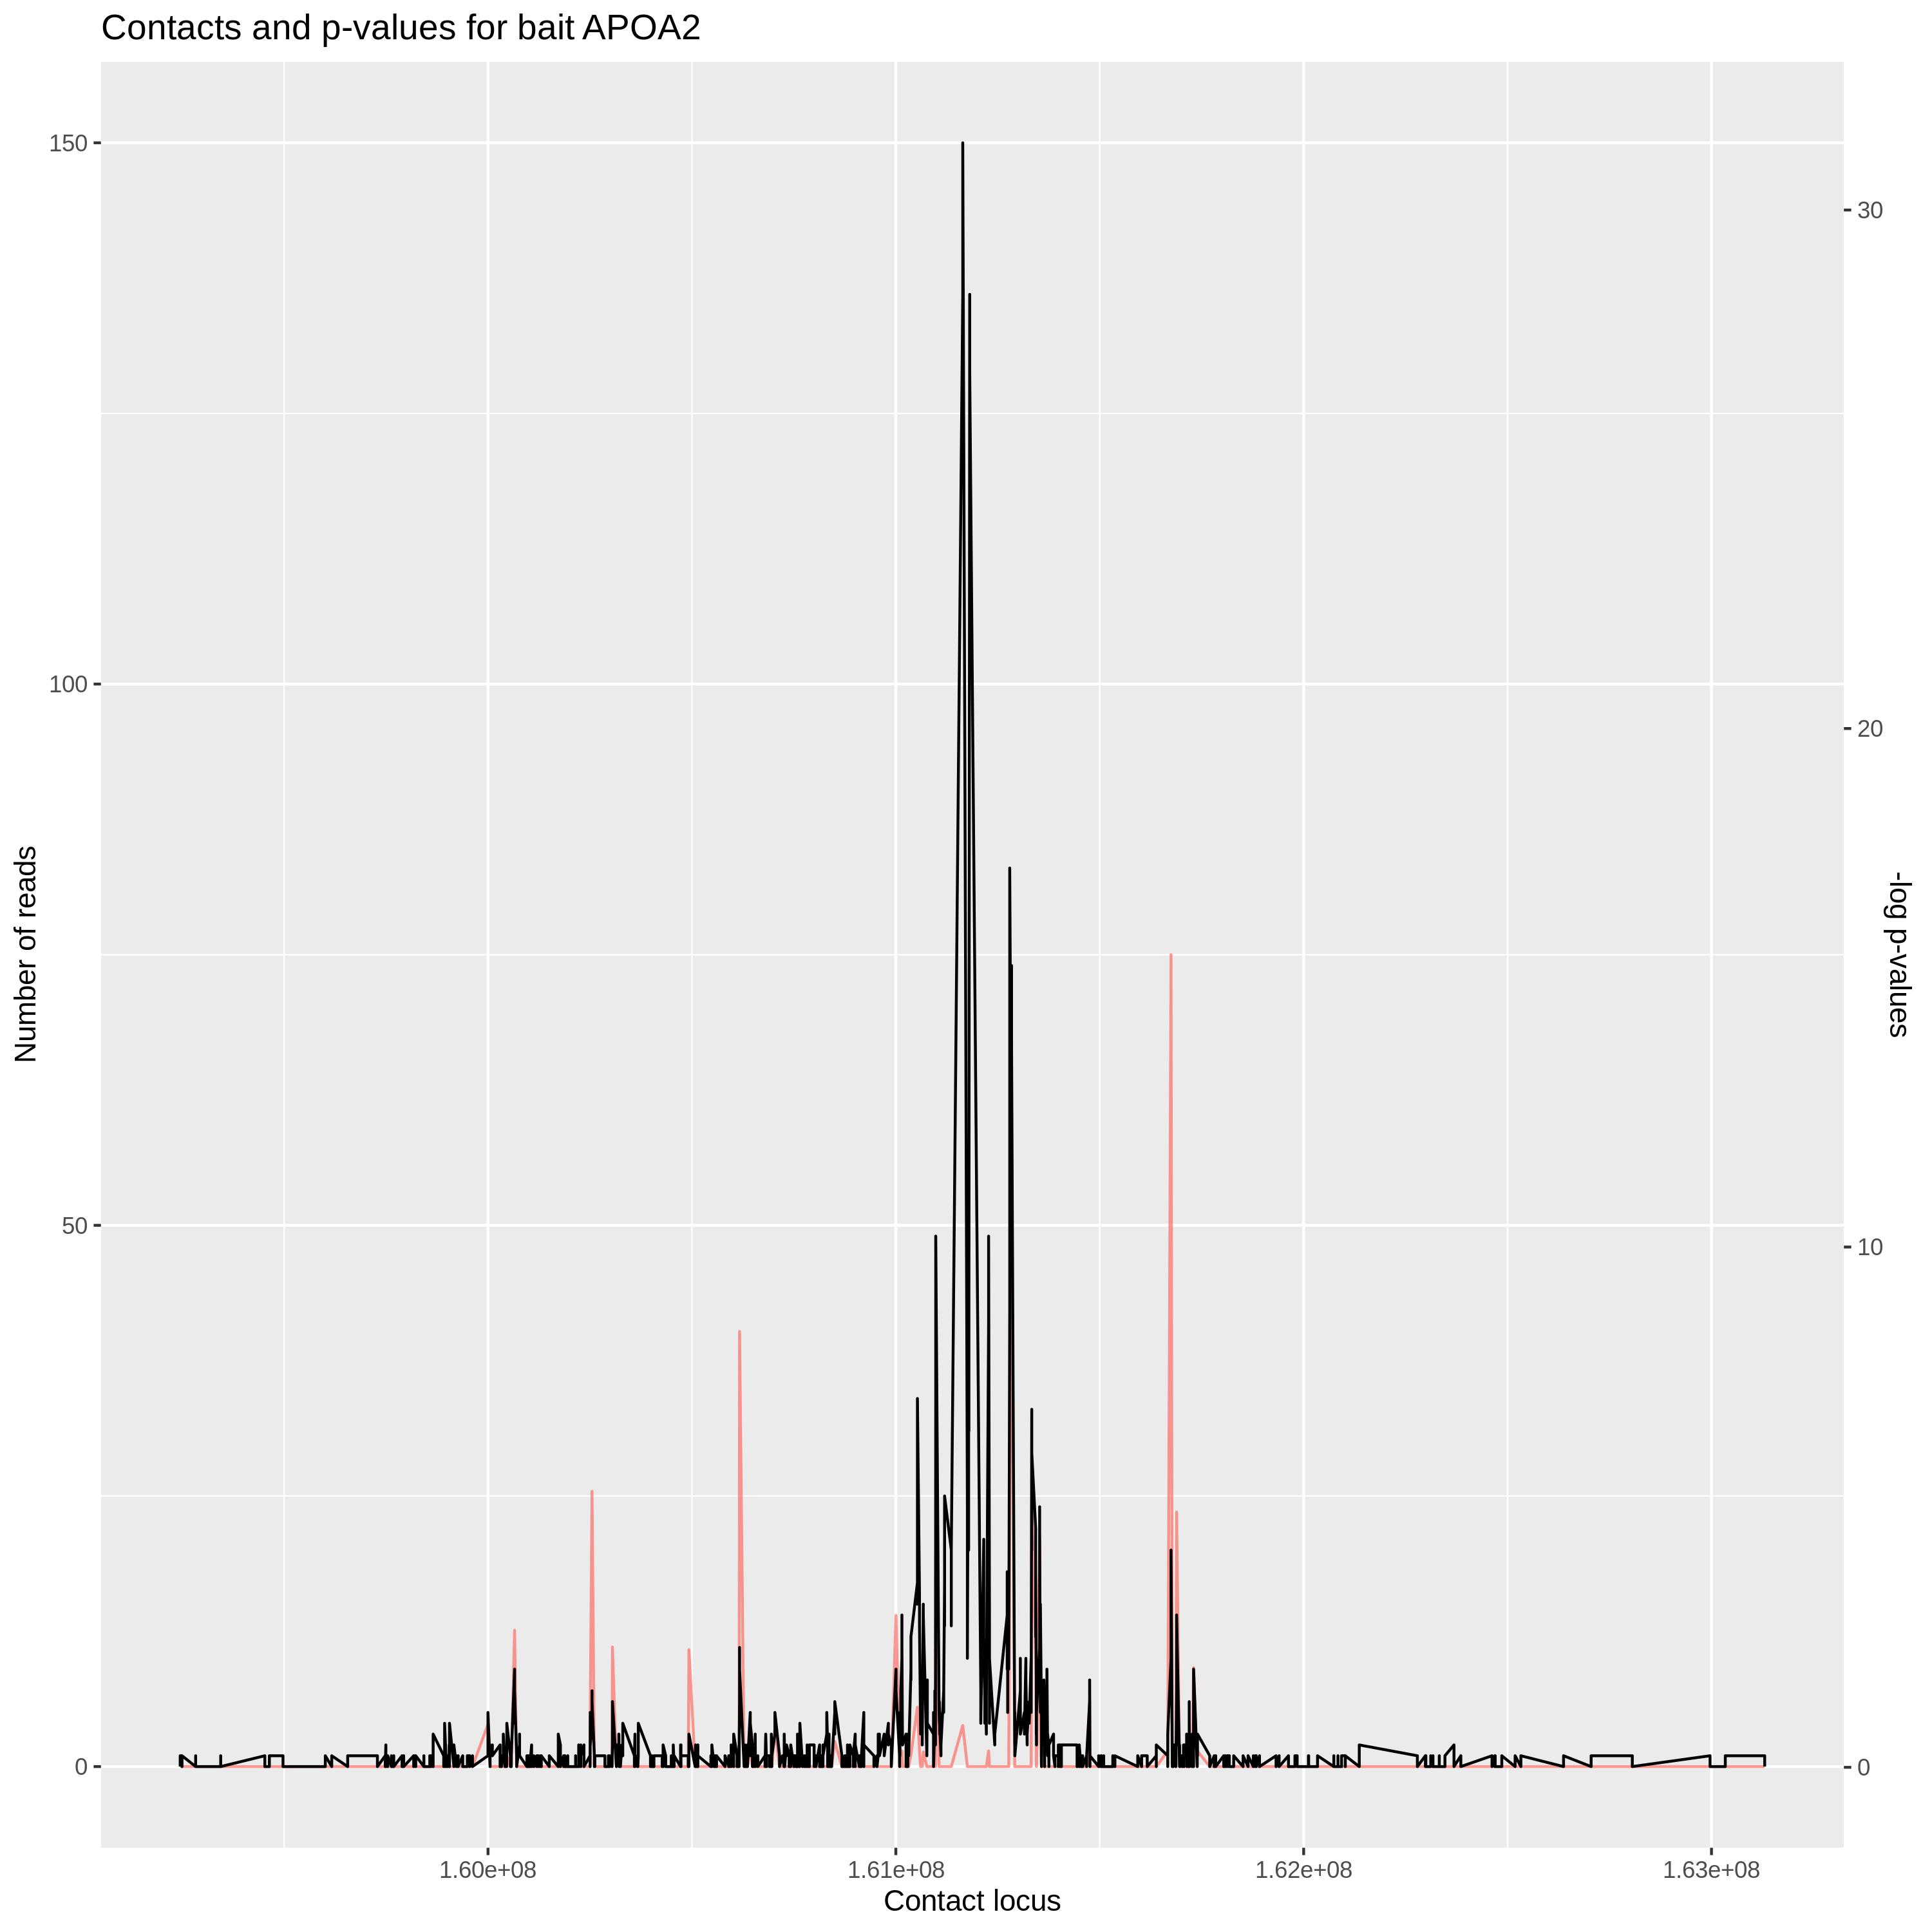 Contacts and p-values for bait APOA2
150
100
50
0
Number of reads
30
20
10
0
-log p-values
1.60e+08
1.61e+08
1.62e+08
1.63e+08
Contact locus